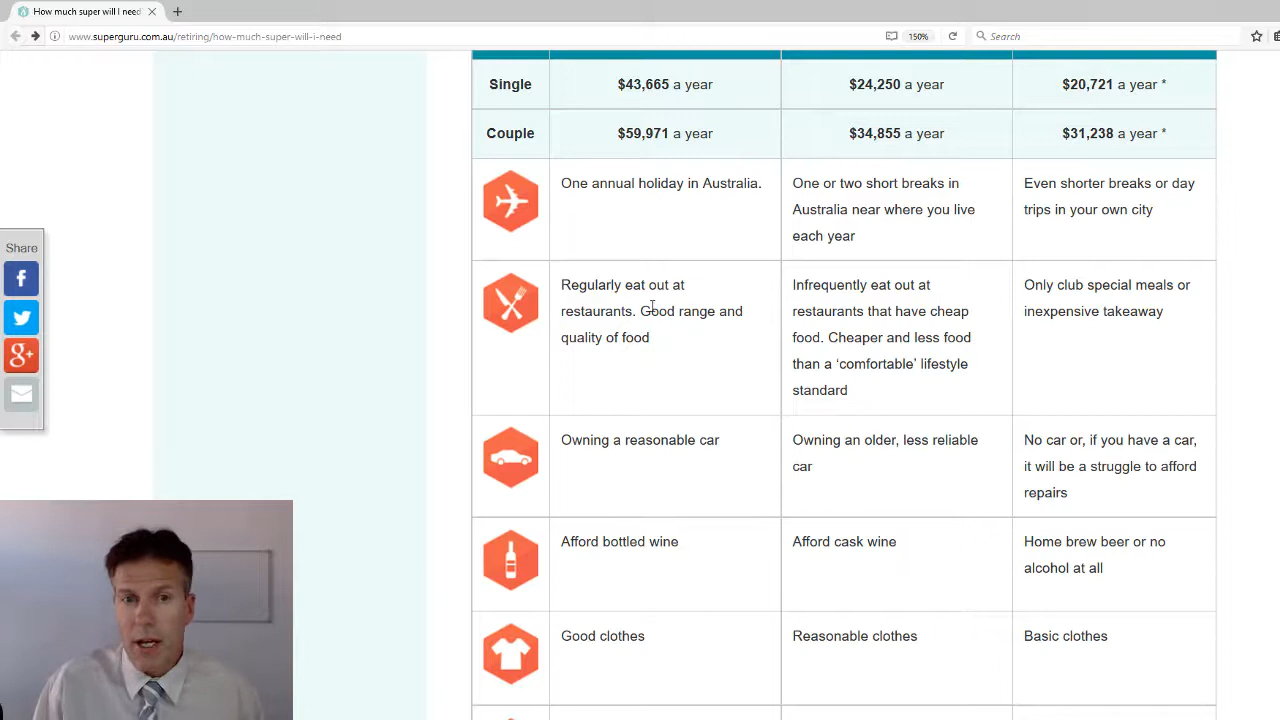 How much super will I need
www.superguru.com.au/retiring/how-much-super-will-i-need
150%
Search
Single
$43,665 a year
$24,250 a year
$20,721 a year *
Couple
$59,971 a year
$34,855 a year
$31,238 a year *
One annual holiday in Australia.
One or two short breaks in
Australia near where you live
each year
Even shorter breaks or day
trips in your own city
Share
f
g+
Regularly eat out at
restaurants. Good range and
quality of food
Infrequently eat out at
restaurants that have cheap
food. Cheaper and less food
than a ‘comfortable’ lifestyle
standard
Only club special meals or
inexpensive takeaway
Owning a reasonable car
Owning an older, less reliable
car
No car or, if you have a car,
it will be a struggle to afford
repairs
Afford bottled wine
Afford cask wine
Home brew beer or no
alcohol at all
Good clothes
Reasonable clothes
Basic clothes